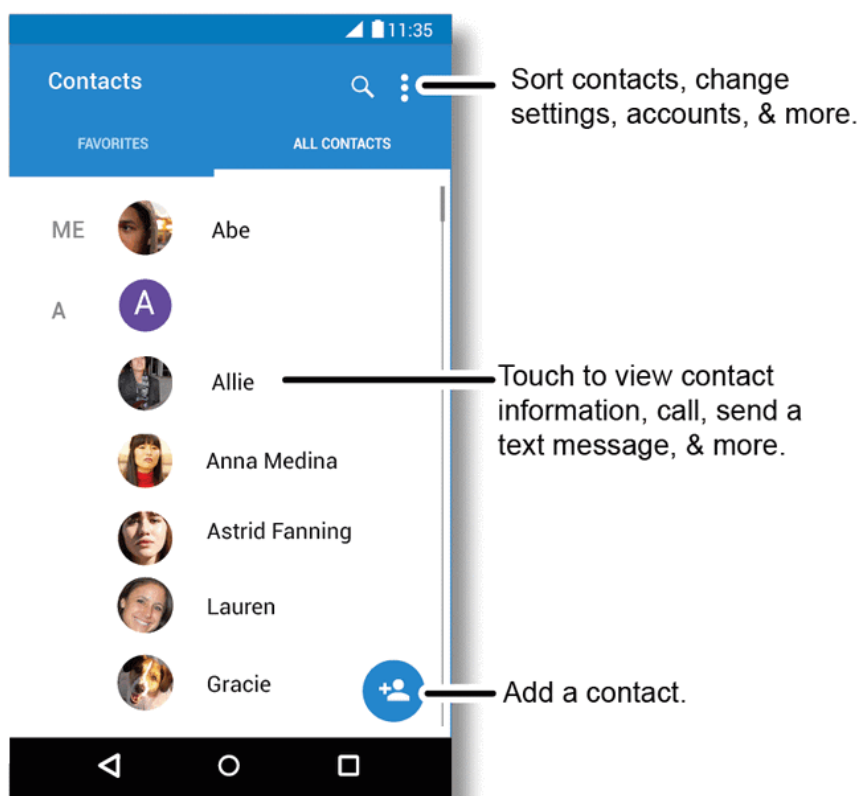 11:35
Contacts
Sort contacts, change
settings, accounts, & more.
FAVORITES
ALL CONTACTS
ME
Abe
A
A
Allie
Touch to view contact
information, call, send a
text message, & more.
Anna Medina
Astrid Fanning
Lauren
Gracie
Add a contact.